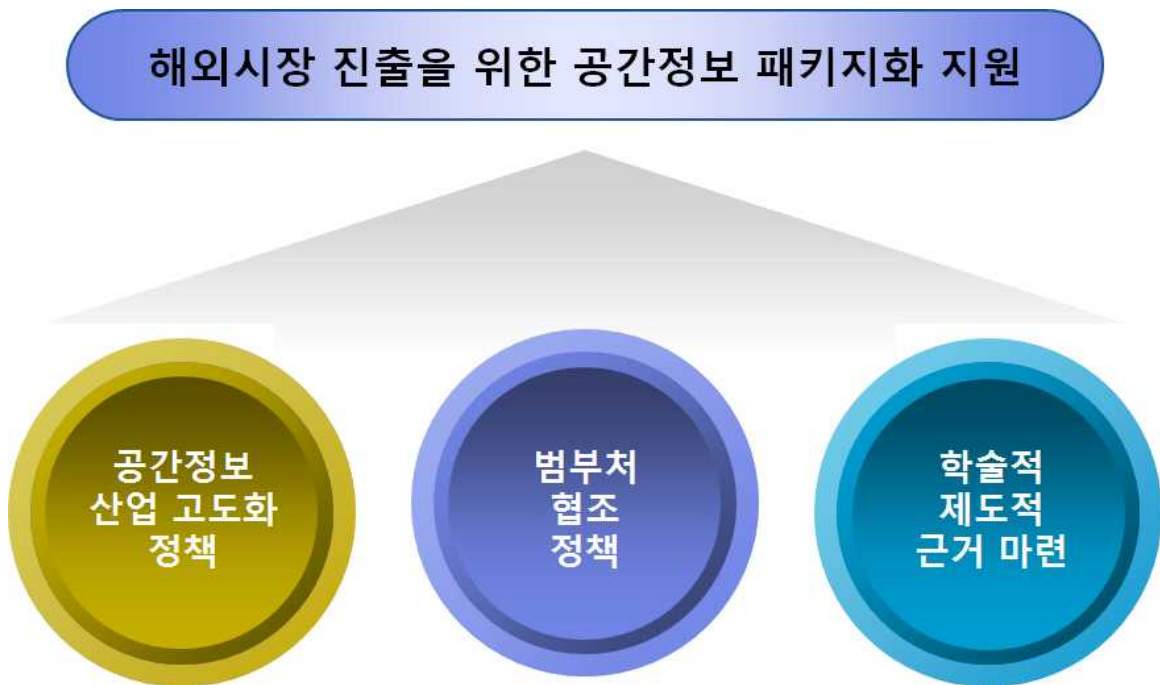 해외시장 진출을 위한 공간정보 패키지화 지원
공간정보
산업 고도화
정책
범부처
협조
정책
학술적
제도적
근거 마련